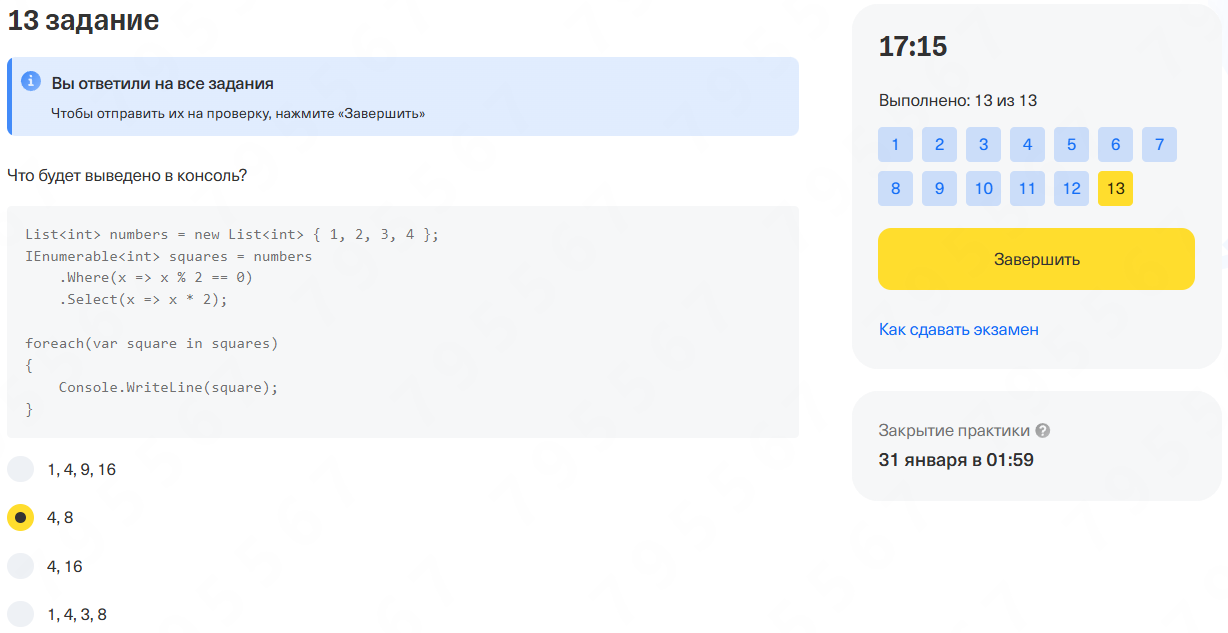 13 задание
Вы ответили на все задания
Чтобы отправить их на проверку, нажмите «Завершить»
Что будет выведено в консоль?
List<int> numbers = new List<int> { 1, 2, 3, 4 };
IEnumerable<int> squares = numbers
    .Where(x => x % 2 == 0)
    .Select(x => x * 2);
foreach(var square in squares)
{
    Console.WriteLine(square);
}
1, 4, 9, 16
4, 8
4, 16
1, 4, 3, 8
17:15
Выполнено: 13 из 13
1 2 3 4 5 6 7
8 9 10 11 12 13
Завершить
Как сдавать экзамен
Закрытие практики ?
31 января в 01:59